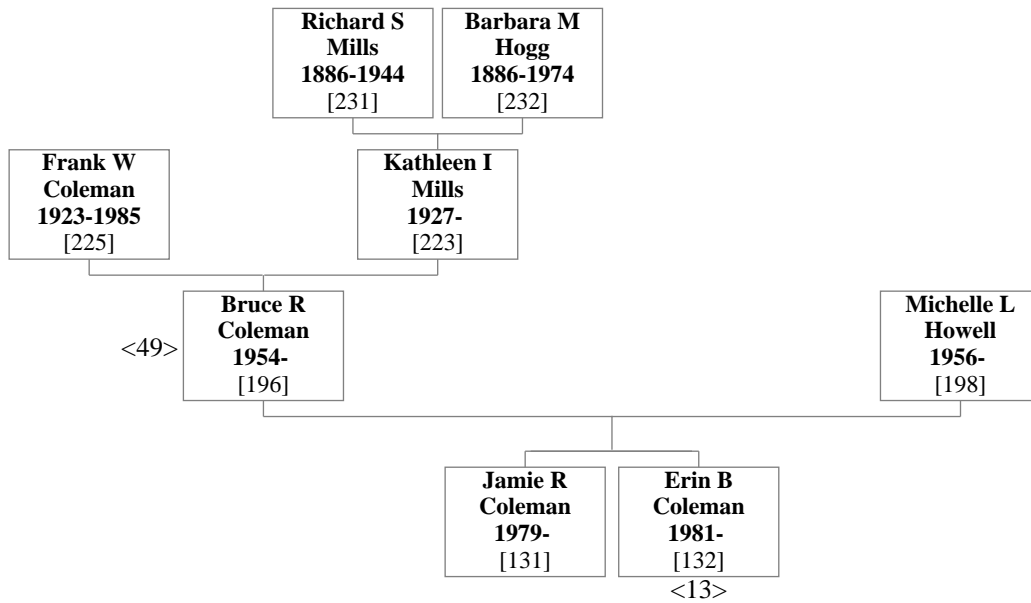 Richard S
Mills
1886-1944
[231]
Barbara M
Hogg
1886-1974
[232]
Frank W
Coleman
1923-1985
[225]
Kathleen I
Mills
1927-
[223]
<49>
Bruce R
Coleman
1954-
[196]
Michelle L
Howell
1956-
[198]
Jamie R
Coleman
1979-
[131]
Erin B
Coleman
1981-
[132]
<13>